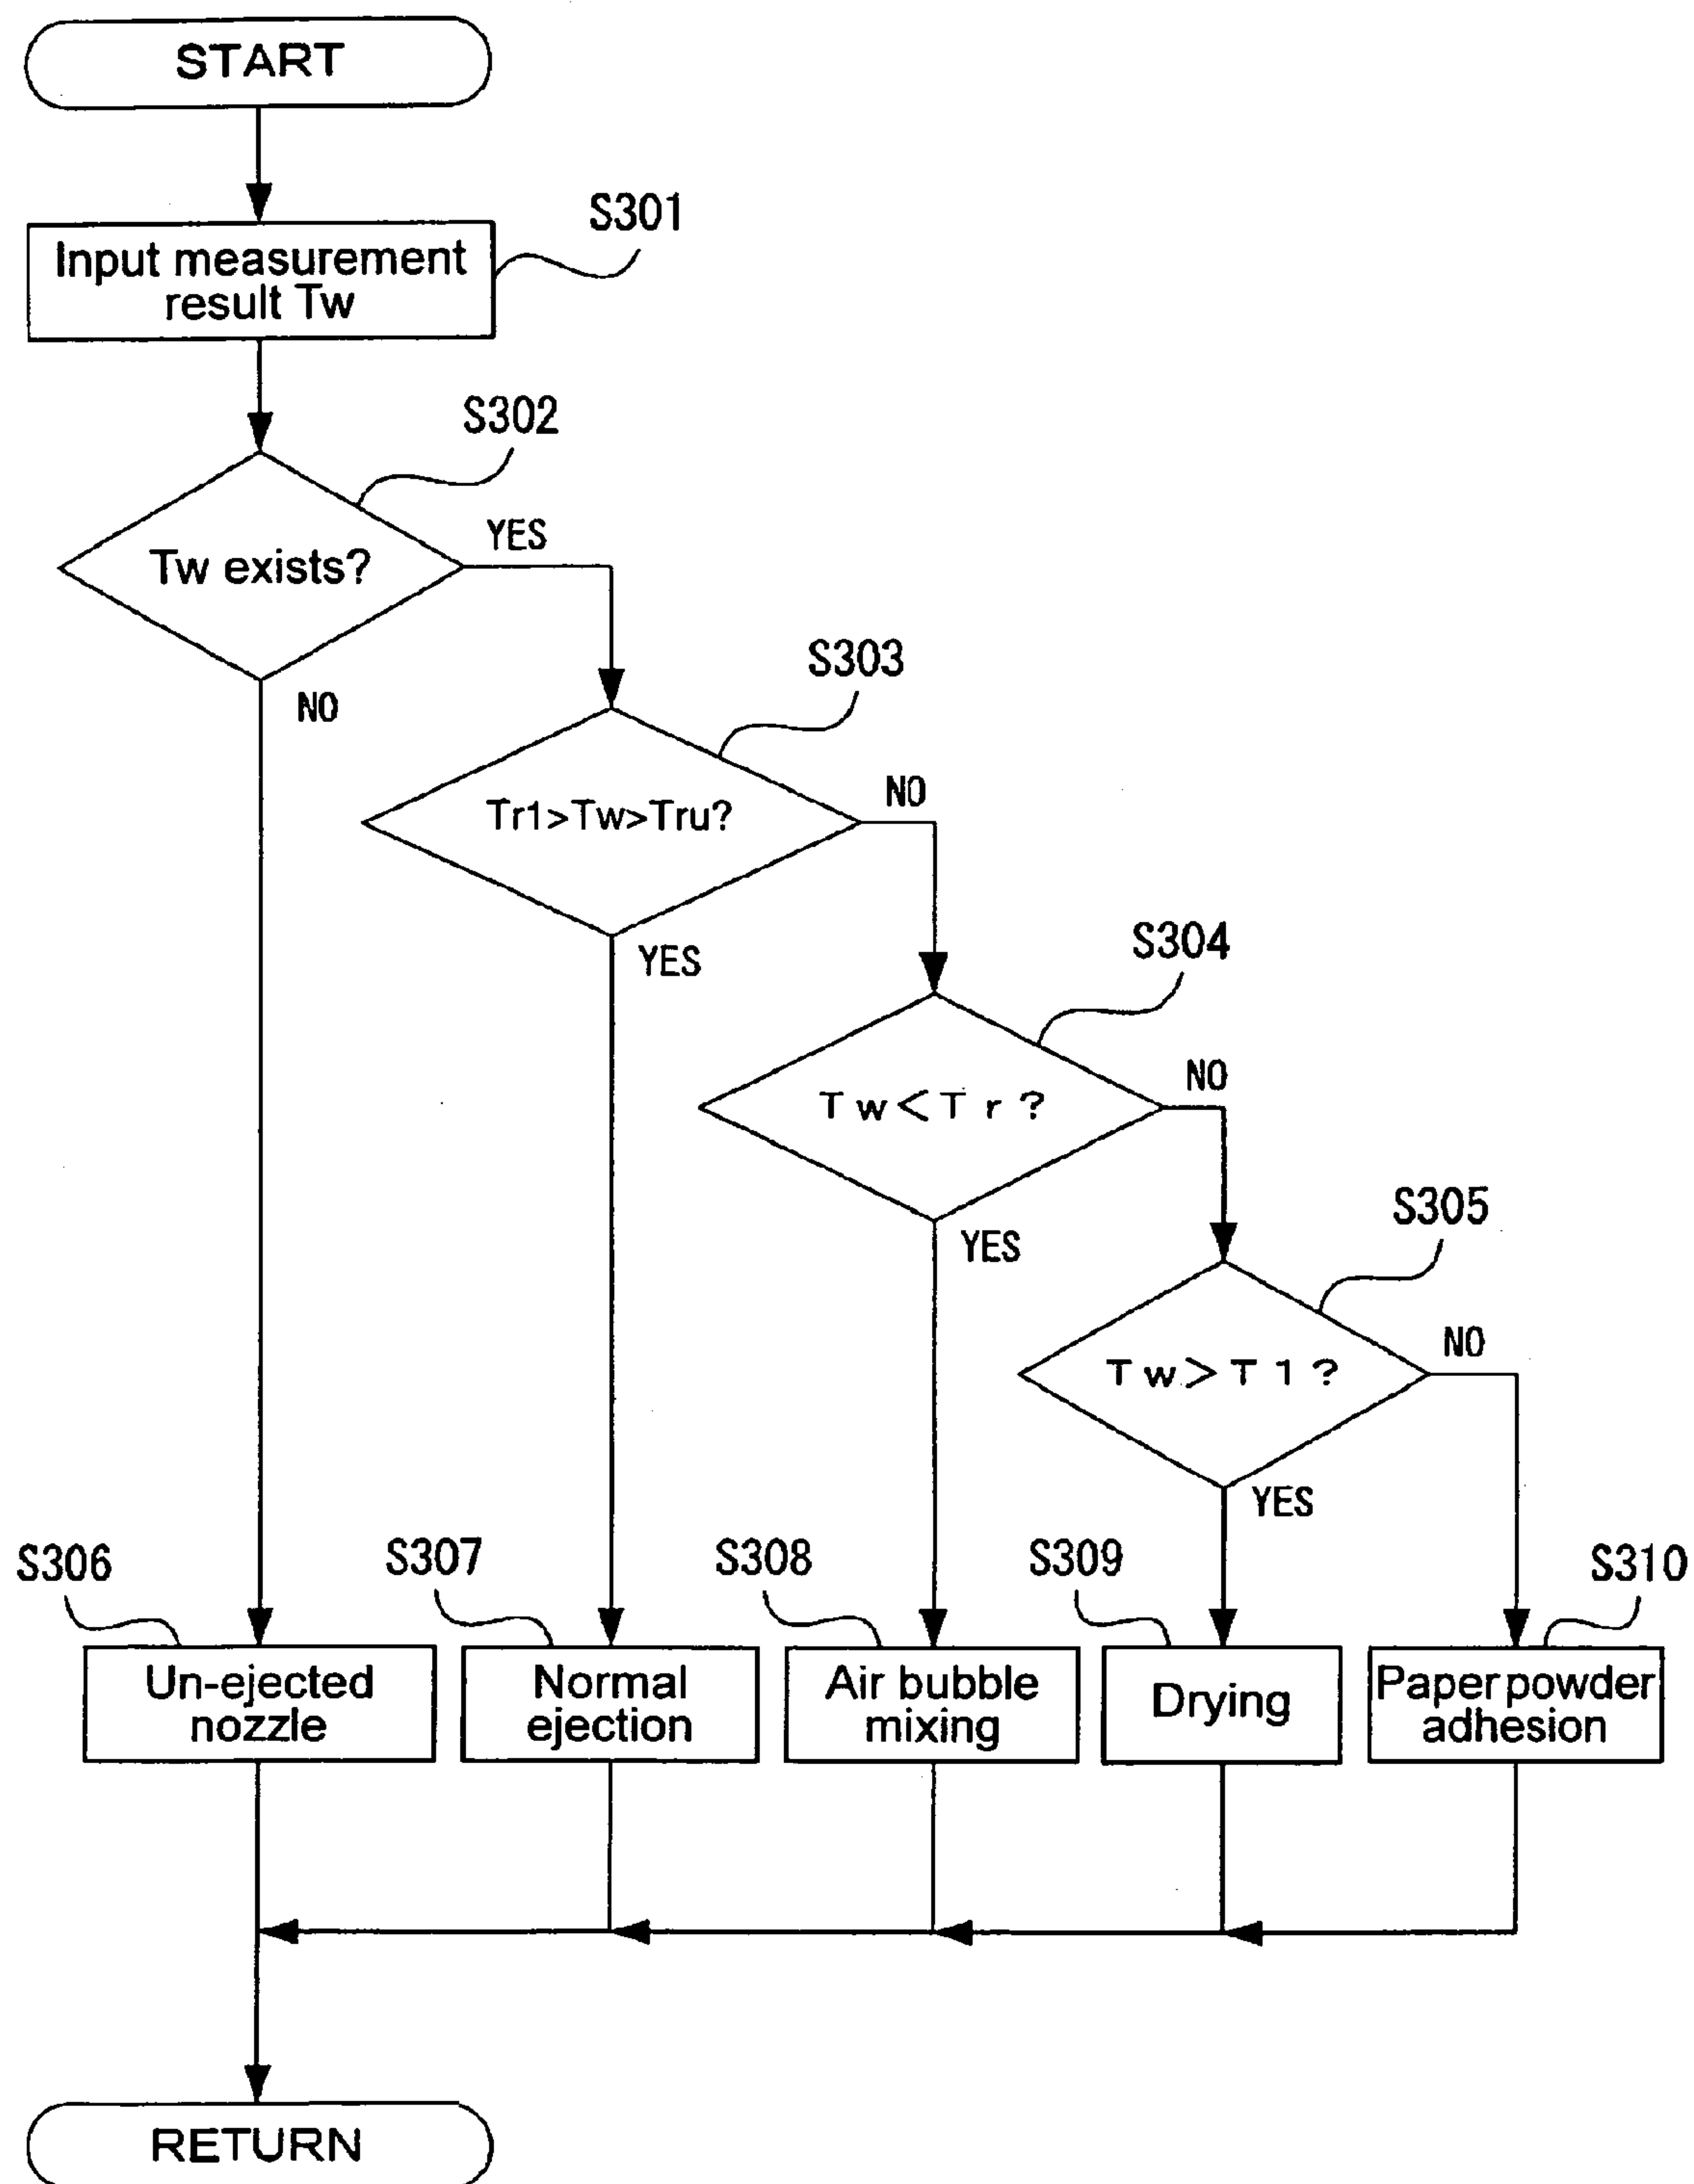 START
S301
Input measurement
result Tw
S302
Tw exists?
YES
NO
S303
Tr1>Tw>Tru?
NO
YES
S304
Tw<Tr?
NO
YES
S305
Tw>T1?
NO
YES
S306
S307
S308
S309
S310
Un-ejected
nozzle
Normal
ejection
Air bubble
mixing
Drying
Paper powder
adhesion
RETURN